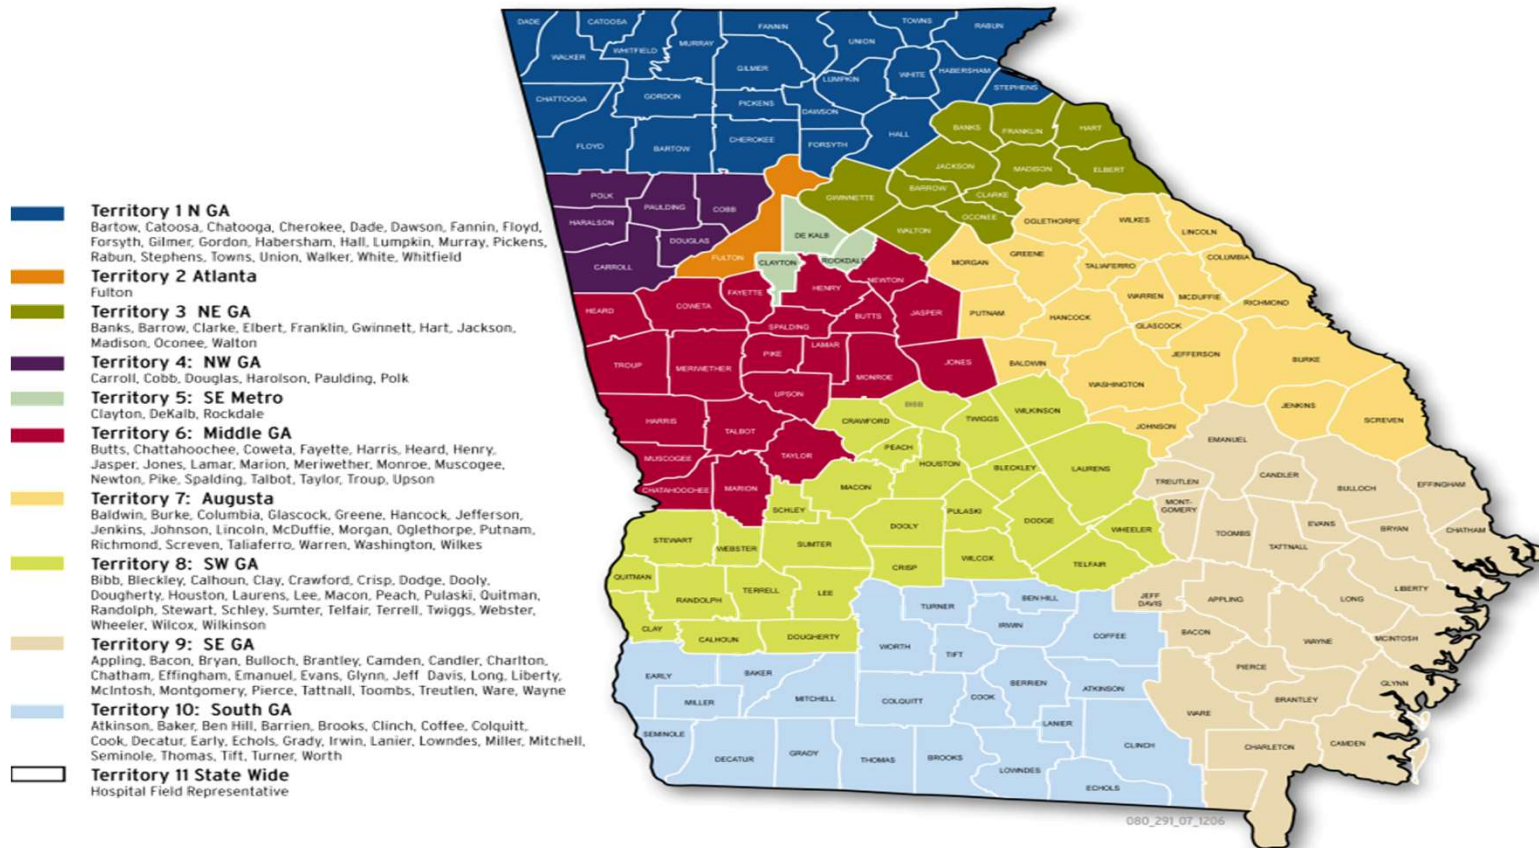 Territory 1 N GA
Bartow, Catoosa, Chatooga, Cherokee, Dade, Dawson, Fannin, Floyd,
Forsyth, Gilmer, Gordon, Habersham, Hall, Lumpkin, Murray, Pickens,
Rabun, Stephens, Towns, Union, Walker, White, Whitfield
Territory 2 Atlanta
Fulton
Territory 3 NE GA
Banks, Barrow, Clarke, Elbert, Franklin, Gwinnett, Hart, Jackson,
Madison, Oconee, Walton
Territory 4: NW GA
Carroll, Cobb, Douglas, Harolson, Paulding, Polk
Territory 5: SE Metro
Clayton, DeKalb, Rockdale
Territory 6: Middle GA
Butts, Chattahoochee, Coweta, Fayette, Harris, Heard, Henry,
Jasper, Jones, Lamar, Marion, Meriwether, Monroe, Muscogee,
Newton, Pike, Spalding, Talbot, Taylor, Troup, Upson
Territory 7: Augusta
Baldwin, Burke, Columbia, Glascock, Greene, Hancock, Jefferson,
Jenkins, Johnson, Lincoln, McDuffie, Morgan, Oglethorpe, Putnam,
Richmond, Screven, Taliaferro, Warren, Washington, Wilkes
Territory 8: SW GA
Bibb, Bleckley, Calhoun, Clay, Crawford, Crisp, Dodge, Dooly,
Dougherty, Houston, Laurens, Lee, Macon, Peach, Pulaski, Quitman,
Randolph, Stewart, Schley, Sumter, Telfair, Terrell, Twiggs, Webster,
Wheeler, Wilcox, Wilkinson
Territory 9: SE GA
Appling, Bacon, Bryan, Bulloch, Brantley, Camden, Candler, Charlton,
Chatham, Effingham, Emanuel, Evans, Glynn, Jeff Davis, Long, Liberty,
McIntosh, Montgomery, Pierce, Tattnall, Toombs, Treutlen, Ware, Wayne
Territory 10: South GA
Atkinson, Baker, Ben Hill, Barrien, Brooks, Clinch, Coffee, Colquitt,
Cook, Decatur, Early, Echols, Grady, Irwin, Lanier, Lowndes, Miller, Mitchell,
Seminole, Thomas, Tift, Turner, Worth
Territory 11 State Wide
Hospital Field Representative
DADE
CATOOSA
FANNIN
TOWNS
RABUN
WALKER
WHITFIELD
MURRAY
UNION
GILMER
LUMPKIN
WHITE
HABERSHAM
STEPHENS
CHATTOOGA
GORDON
PICKENS
DAWSON
HALL
FLOYD
BARTOW
CHEROKEE
FORSYTH
BANKS
FRANKLIN
HART
JACKSON
MADISON
ELBERT
POLK
PAULDING
COBB
HARALSON
DOUGLAS
CARROLL
FULTON
GWINNETTE
BARROW
CLARKE
OCONEE
WALTON
DE KALB
CLAYTON
ROCKDALE
OGLETHORPE
WILKES
LINCOLN
MORGAN
GREENE
TALIAFERRO
COLUMBIA
WARREN
MCDUFFIE
RICHMOND
PUTNAM
HANCOCK
GLASCOCK
JEFFERSON
BURKE
BALDWIN
WASHINGTON
JENKINS
SCREVEN
JOHNSON
HEARD
COWETA
FAYETTE
HENRY
NEWTON
SPALDING
BUTTS
JASPER
TROUP
MERIWETHER
PIKE
LAMAR
MONROE
JONES
UPSON
HARRIS
TALBOT
TAYLOR
MUSCOGEE
CHATAHOOCHEE
MARION
BIBB
CRAWFORD
TWIGGS
WILKINSON
PEACH
HOUSTON
BLECKLEY
LAURENS
MACON
SCHLEY
DOOLY
PULASKI
DODGE
WHEELER
STEWART
WEBSTER
SUMTER
CRISP
WILCOX
TELFAIR
QUITMAN
RANDOLPH
TERRELL
LEE
CLAY
CALHOUN
DOUGHERTY
EMANUEL
TREUTLEN
CANDLER
BULLOCH
EFFINGHAM
MONT-
GOMERY
TOOMBS
EVANS
BRYAN
CHATHAM
TATTNALL
JEFF
DAVIS
APPLING
LONG
LIBERTY
BACON
WAYNE
MCINTOSH
PIERCE
GLYNN
BRANTLEY
WARE
CHARLETON
CAMDEN
TURNER
BEN HILL
IRWIN
COFFEE
WORTH
TIFT
EARLY
BAKER
MITCHELL
COLQUITT
COOK
BERRIEN
ATKINSON
MILLER
LANIER
CLINCH
SEMINOLE
DECATUR
GRADY
THOMAS
BROOKS
LOWNDES
ECHOLS
080_291_07_1206